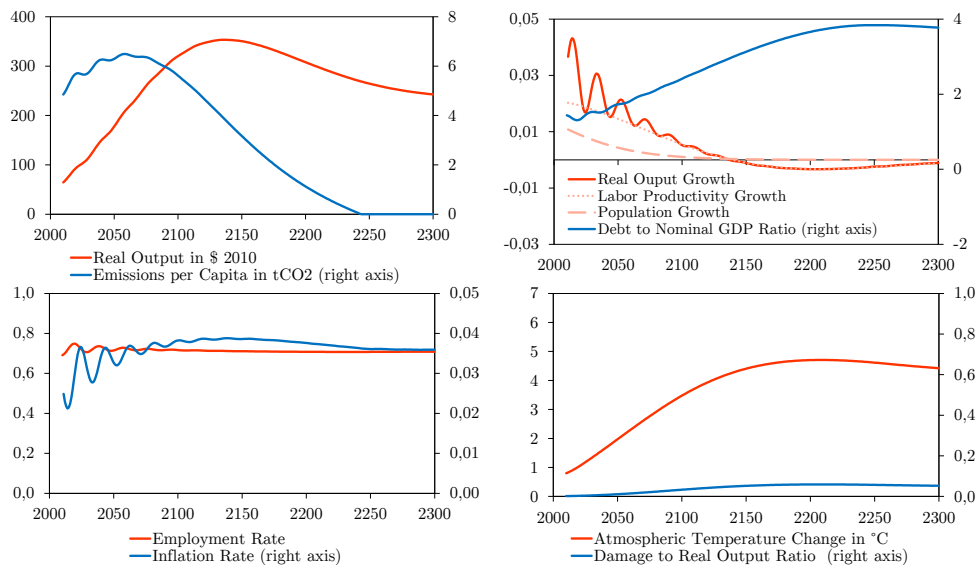 400 8
300 6
200 4
100 2
0 0
2000 2050 2100 2150 2200 2250 2300
Real Output in $ 2010
Emissions per Capita in tCO2 (right axis)
0,05 4
0,03 2
0,01 0
-0,01
-0,03 -2
2000 2050 2100 2150 2200 2250 2300
Real Ouput Growth
Labor Productivity Growth
Population Growth
Debt to Nominal GDP Ratio (right axis)
1,0 0,05
0,8 0,04
0,6 0,03
0,4 0,02
0,2 0,01
0,0 0,00
2000 2050 2100 2150 2200 2250 2300
Employment Rate
Inflation Rate (right axis)
7 1,0
6 0,8
5 0,6
4 0,4
3 0,2
2 0,0
1
0
2000 2050 2100 2150 2200 2250 2300
Atmospheric Temperature Change in °C
Damage to Real Output Ratio (right axis)